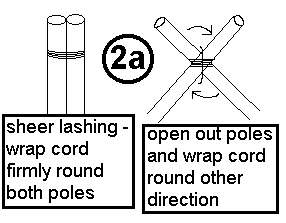 2a
sheer lashing -
wrap cord
firmly round
both poles
open out poles
and wrap cord
round other
direction